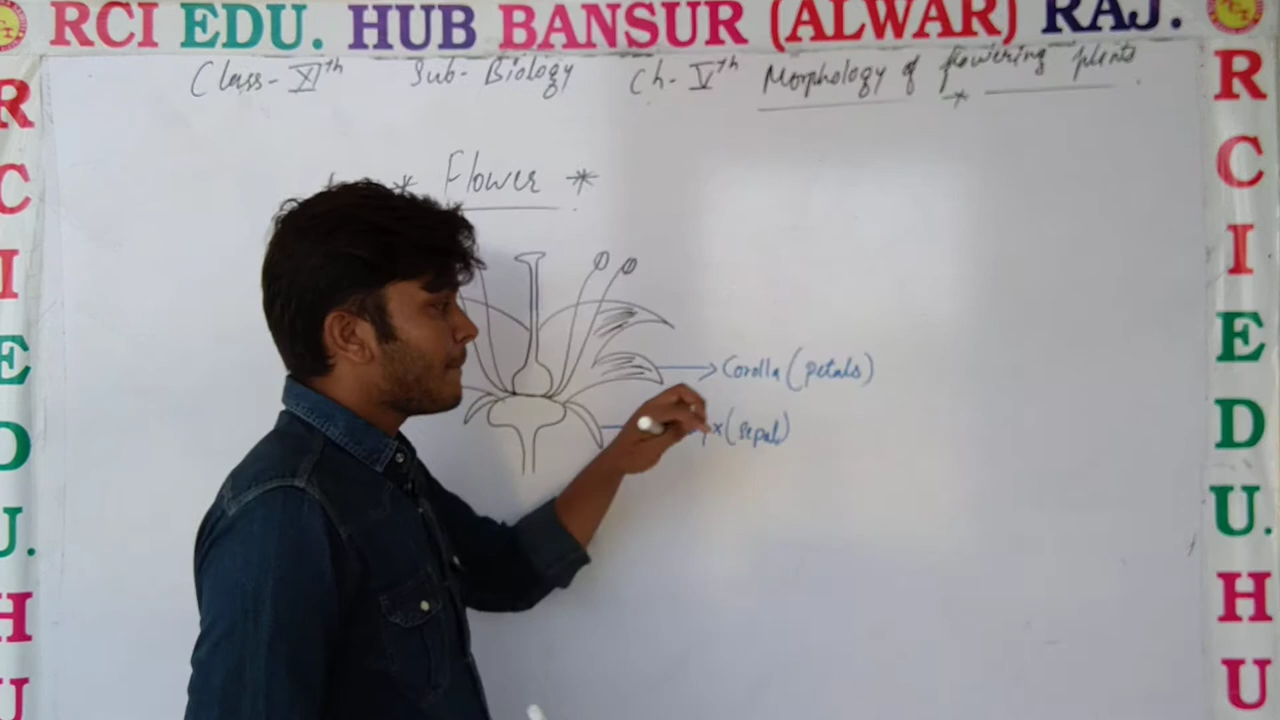 RCI EDU. HUB BANSUR (ALWAR) RAJ.
Class- XIth Sub- Biology Ch- Vth Morphology of flowering plants
* Flower *
Corolla (petals)
x (sepal)
R
C
I
E
D
U.
H
U
R
C
I
E
D
U.
H
U